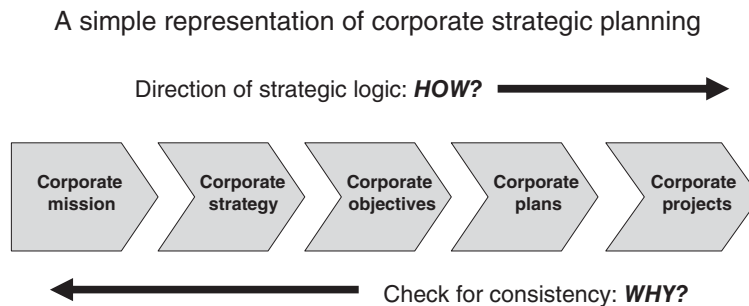 A simple representation of corporate strategic planning
Direction of strategic logic: HOW?
Corporate
mission
Corporate
strategy
Corporate
objectives
Corporate
plans
Corporate
projects
Check for consistency: WHY?